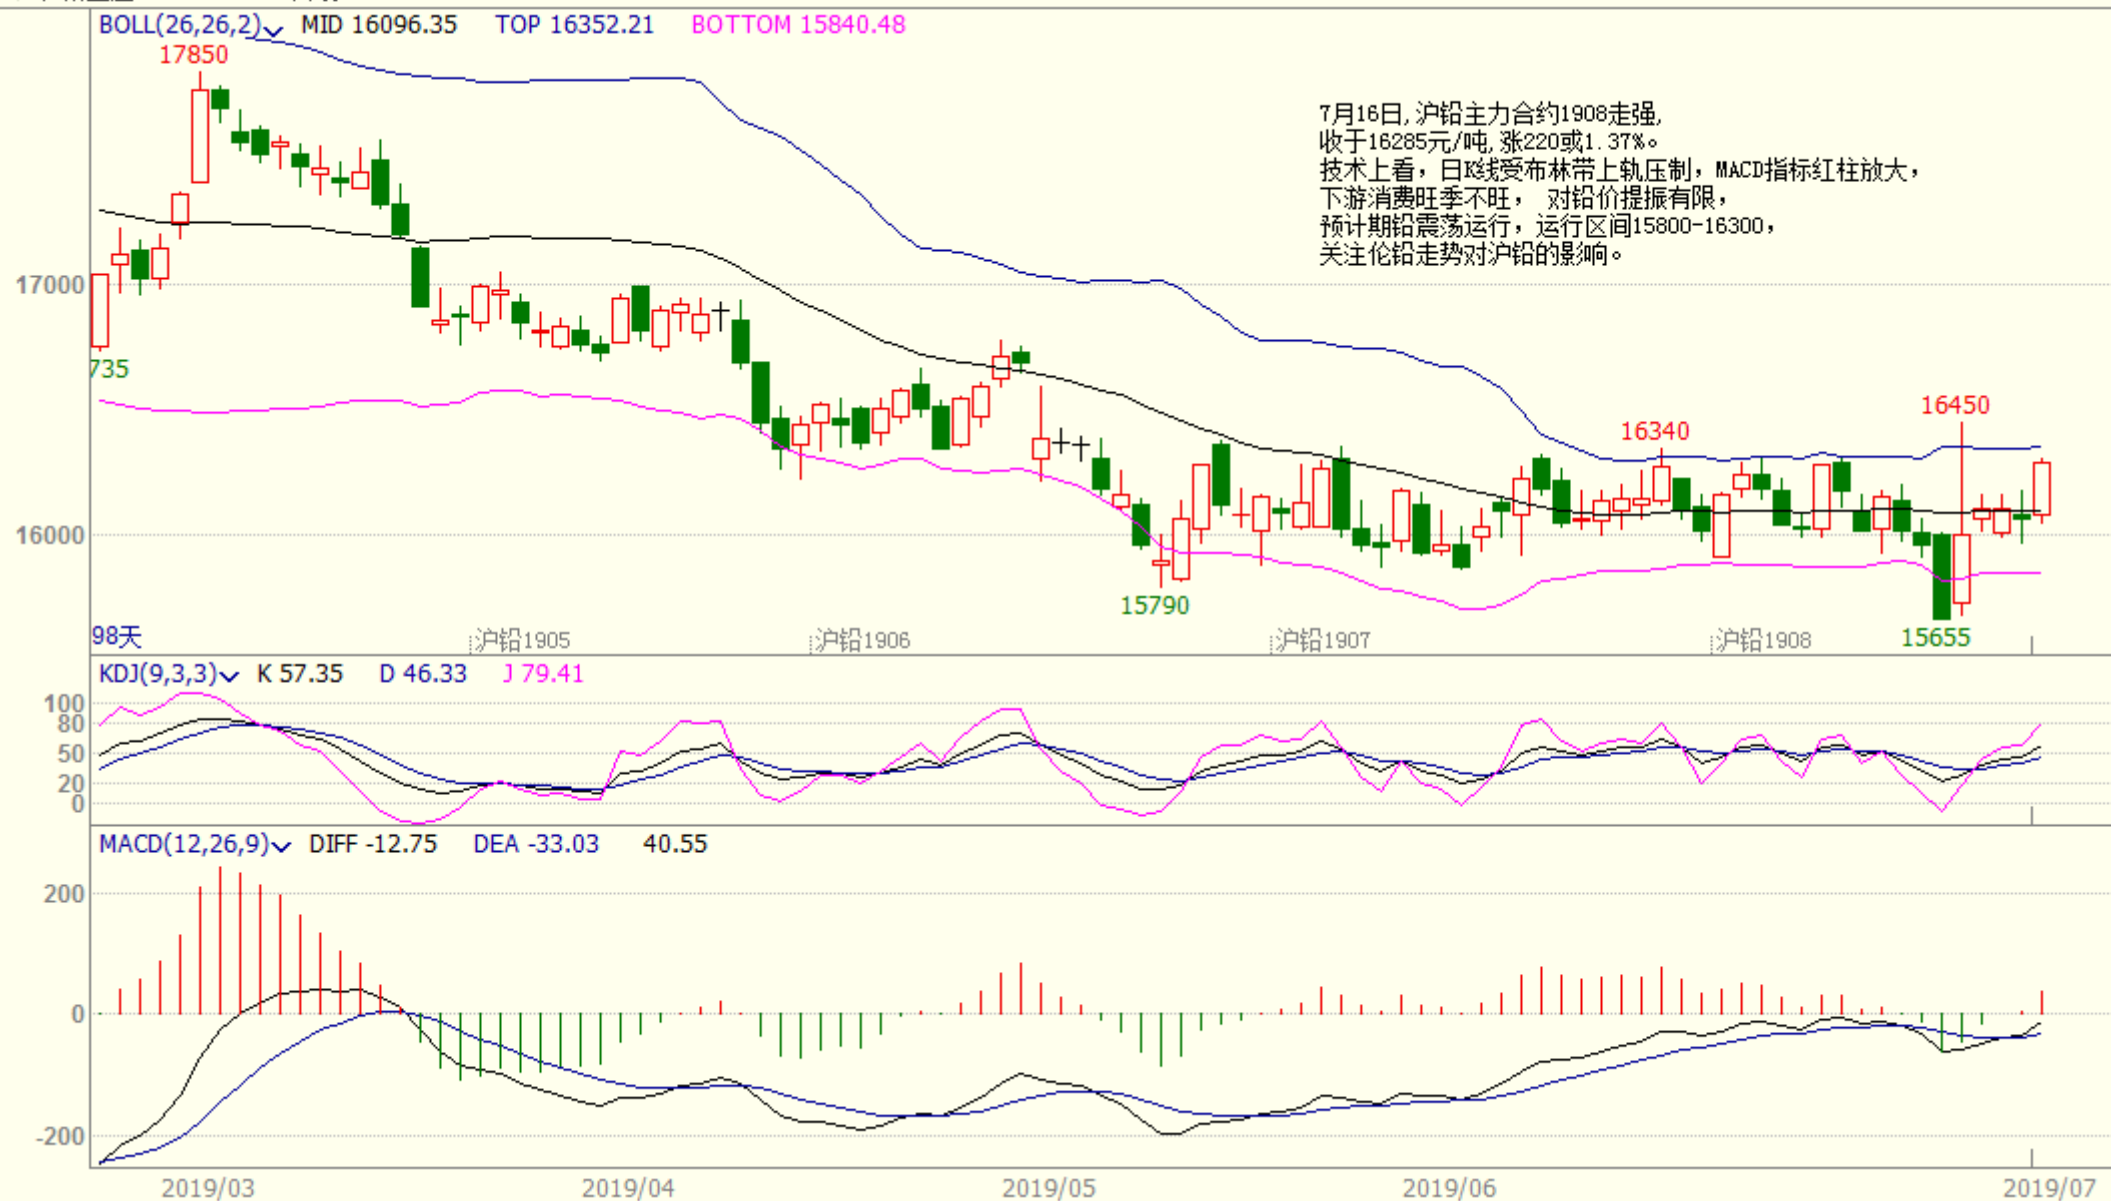 BOLL(26,26,2) MID 16096.35 TOP 16352.21 BOTTOM 15840.48
17850
7月16日,沪铅主力合约1908走强,
收于16285元/吨,涨220或1.37%。
技术上看，日K线受布林带上轨压制，MACD指标红柱放大，
下游消费旺季不旺， 对铅价提振有限，
预计期铅震荡运行，运行区间15800-16300，
关注伦铅走势对沪铅的影响。
17000
735
16450
16340
16000
15790
15655
98天
沪铅1905
沪铅1906
沪铅1907
沪铅1908
KDJ(9,3,3) K 57.35 D 46.33 J 79.41
100
80
50
20
0
MACD(12,26,9) DIFF -12.75 DEA -33.03 40.55
200
0
-200
2019/03 2019/04 2019/05 2019/06 2019/07